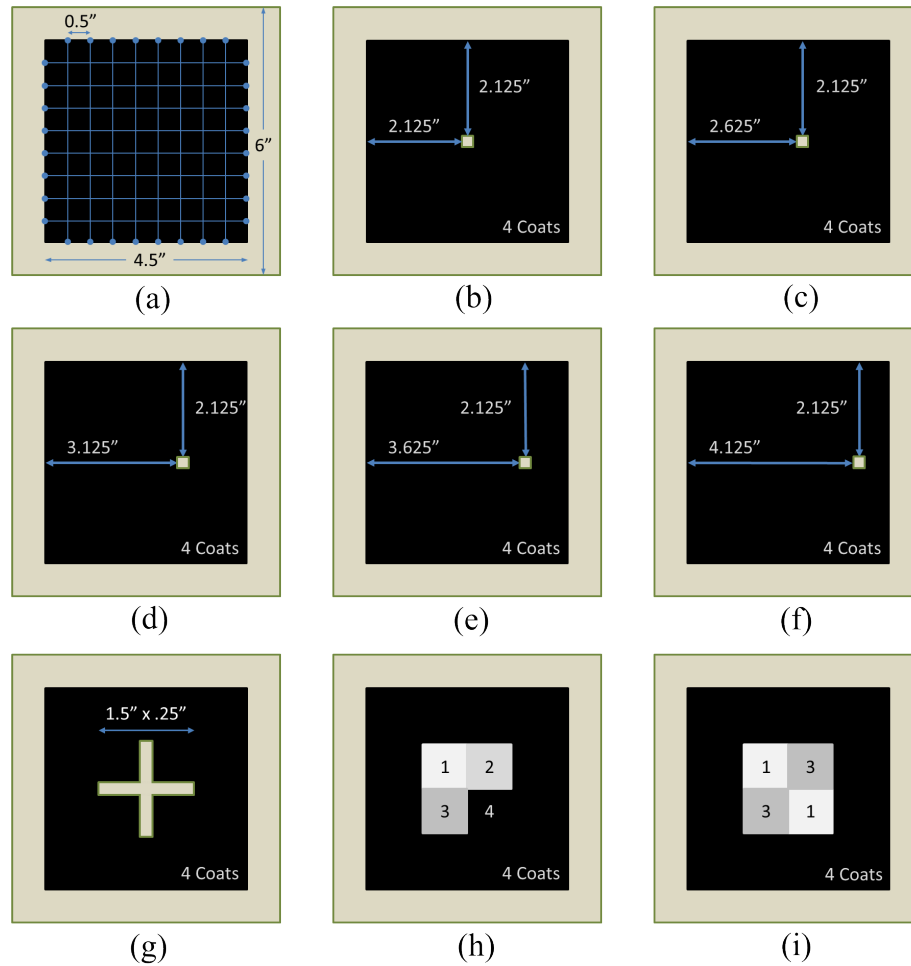 0.5”
6”
4.5”
(a)
2.125”
2.125”
4 Coats
(b)
2.125”
2.625”
4 Coats
(c)
2.125”
3.125”
4 Coats
(d)
2.125”
3.625”
4 Coats
(e)
2.125”
4.125”
4 Coats
(f)
1.5” x .25”
4 Coats
(g)
1 2
3 4
4 Coats
(h)
1 3
3 1
4 Coats
(i)